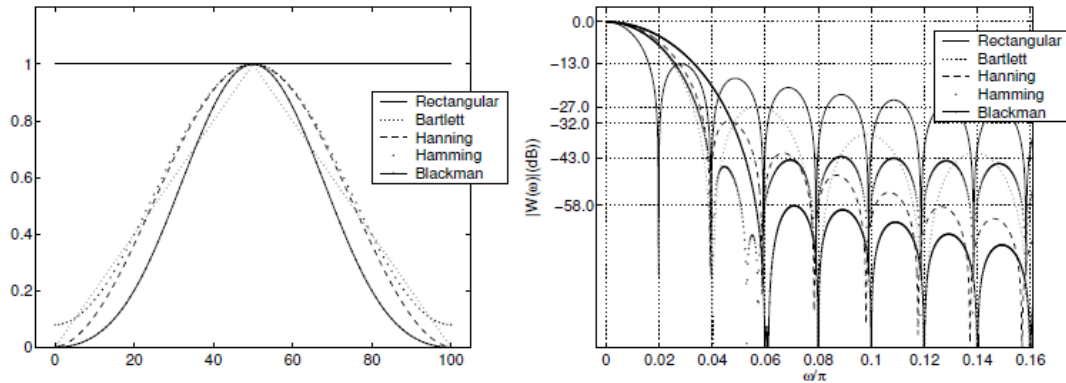 1
0.8
0.6
0.4
0.2
0
0 20 40 60 80 100
Rectangular
Bartlett
Hanning
Hamming
Blackman
|W(ω)|(dB))
0.0
−13.0
−27.0
−32.0
−43.0
−58.0
0 0.02 0.04 0.06 0.08 0.1 0.12 0.14 0.16
ω/π
Rectangular
Bartlett
Hanning
Hamming
Blackman